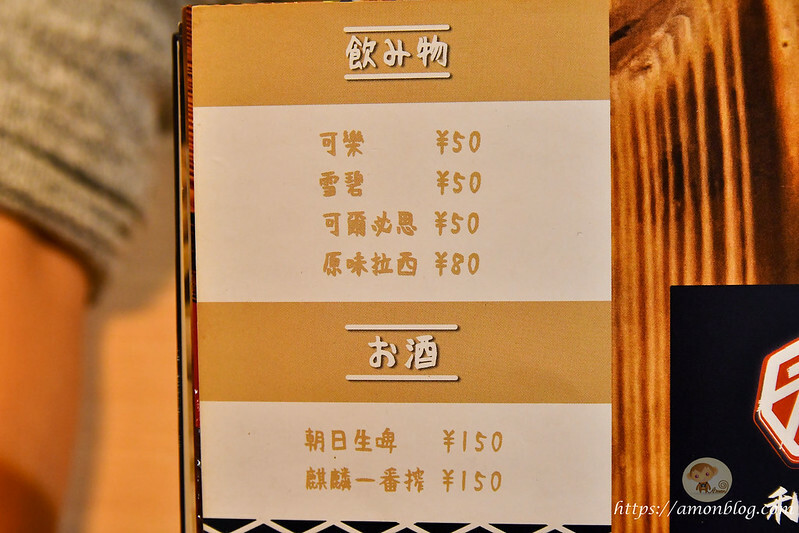 飲み物
可樂 ¥50
雪碧 ¥50
可爾必思 ¥50
原味拉西 ¥80
お酒
朝日生啤 ¥150
麒麟一番搾 ¥150
利
https://amonblog.com